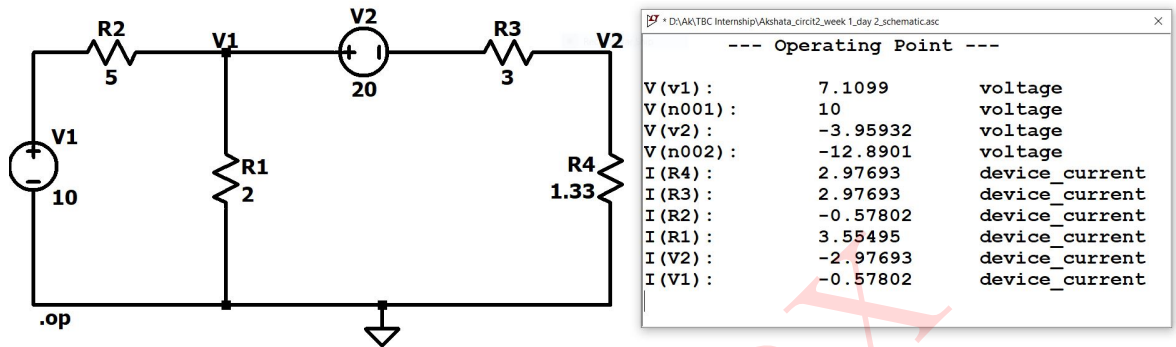 V2
R2
V1
R3
V2
5
20
3
V1
10
R1
2
R4
1.33
.op
* D:\Ak\TBC Internship\Akshata_circit2_week 1_day 2_schematic.asc
--- Operating Point ---
V(v1): 7.1099 voltage
V(n001): 10 voltage
V(v2): -3.95932 voltage
V(n002): -12.8901 voltage
I(R4): 2.97693 device_current
I(R3): 2.97693 device_current
I(R2): -0.57802 device_current
I(R1): 3.55495 device_current
I(V2): -2.97693 device_current
I(V1): -0.57802 device_current